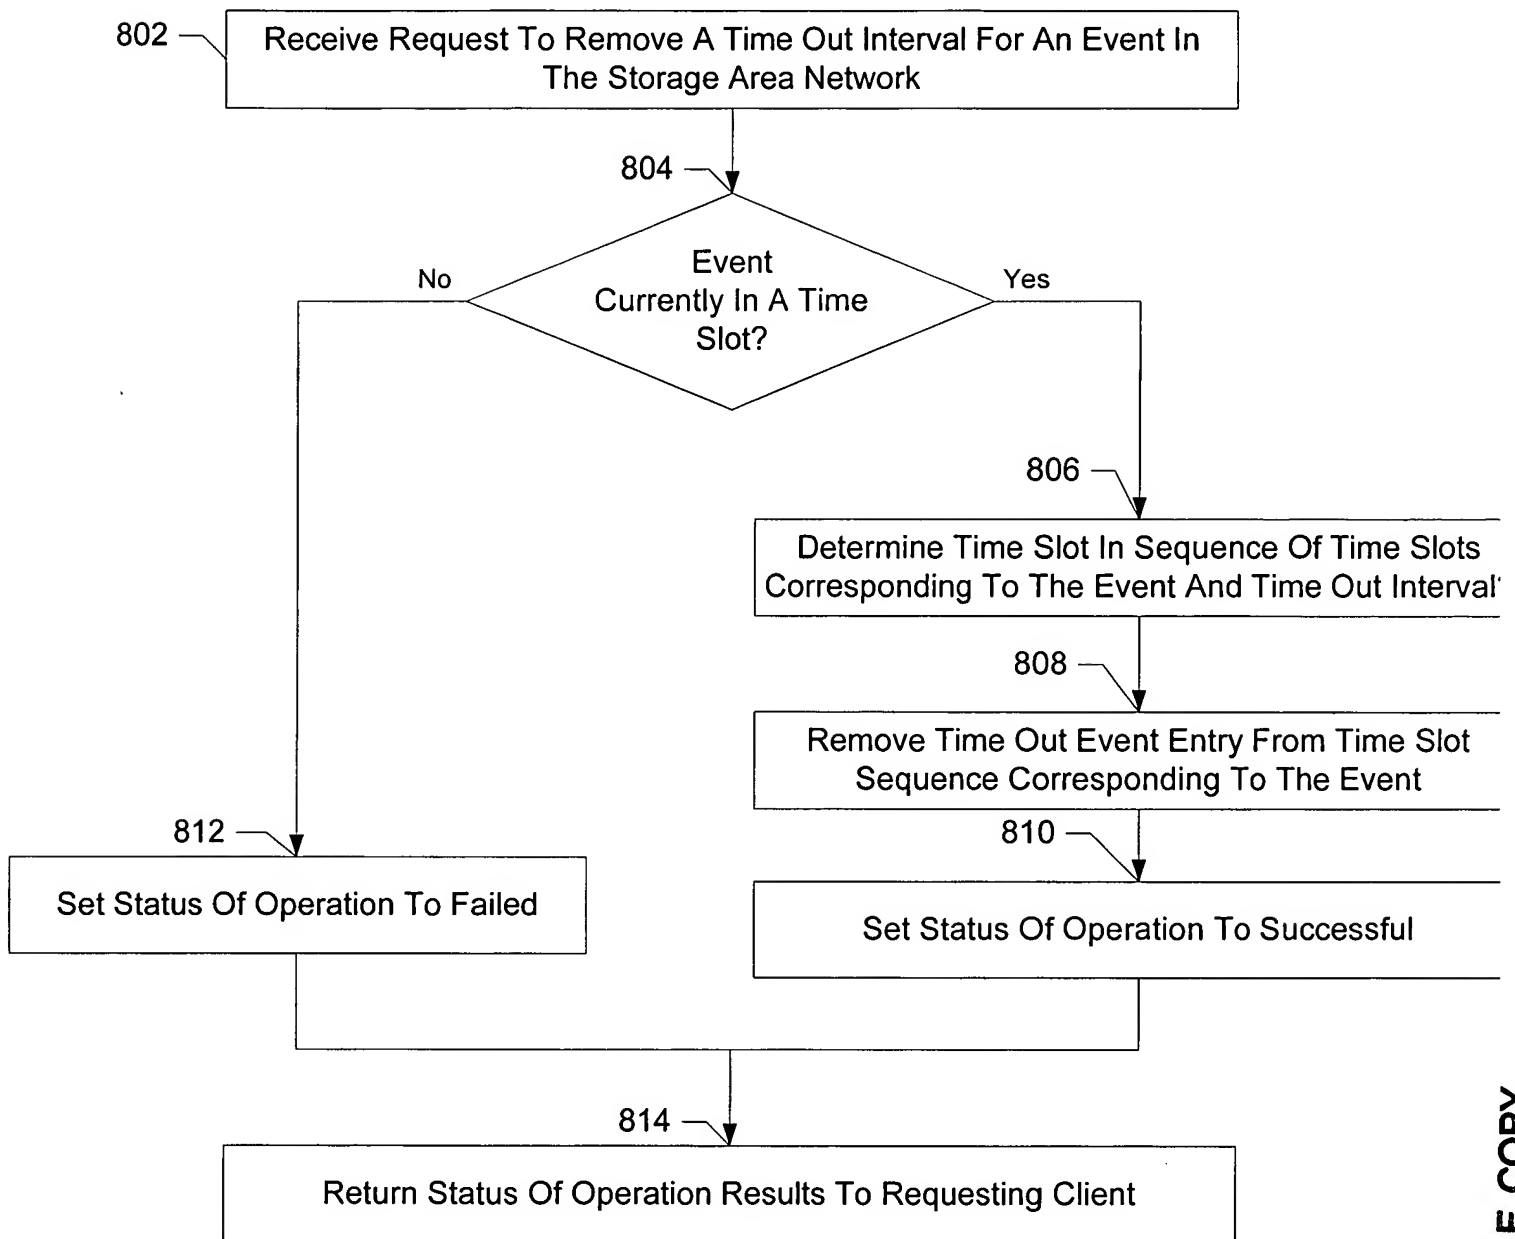 802
Receive Request To Remove A Time Out Interval For An Event In
The Storage Area Network
804
Event
Currently In A Time
Slot?
No
Yes
806
Determine Time Slot In Sequence Of Time Slots
Corresponding To The Event And Time Out Interval
808
Remove Time Out Event Entry From Time Slot
Sequence Corresponding To The Event
812
810
Set Status Of Operation To Failed
Set Status Of Operation To Successful
814
Return Status Of Operation Results To Requesting Client
COPY